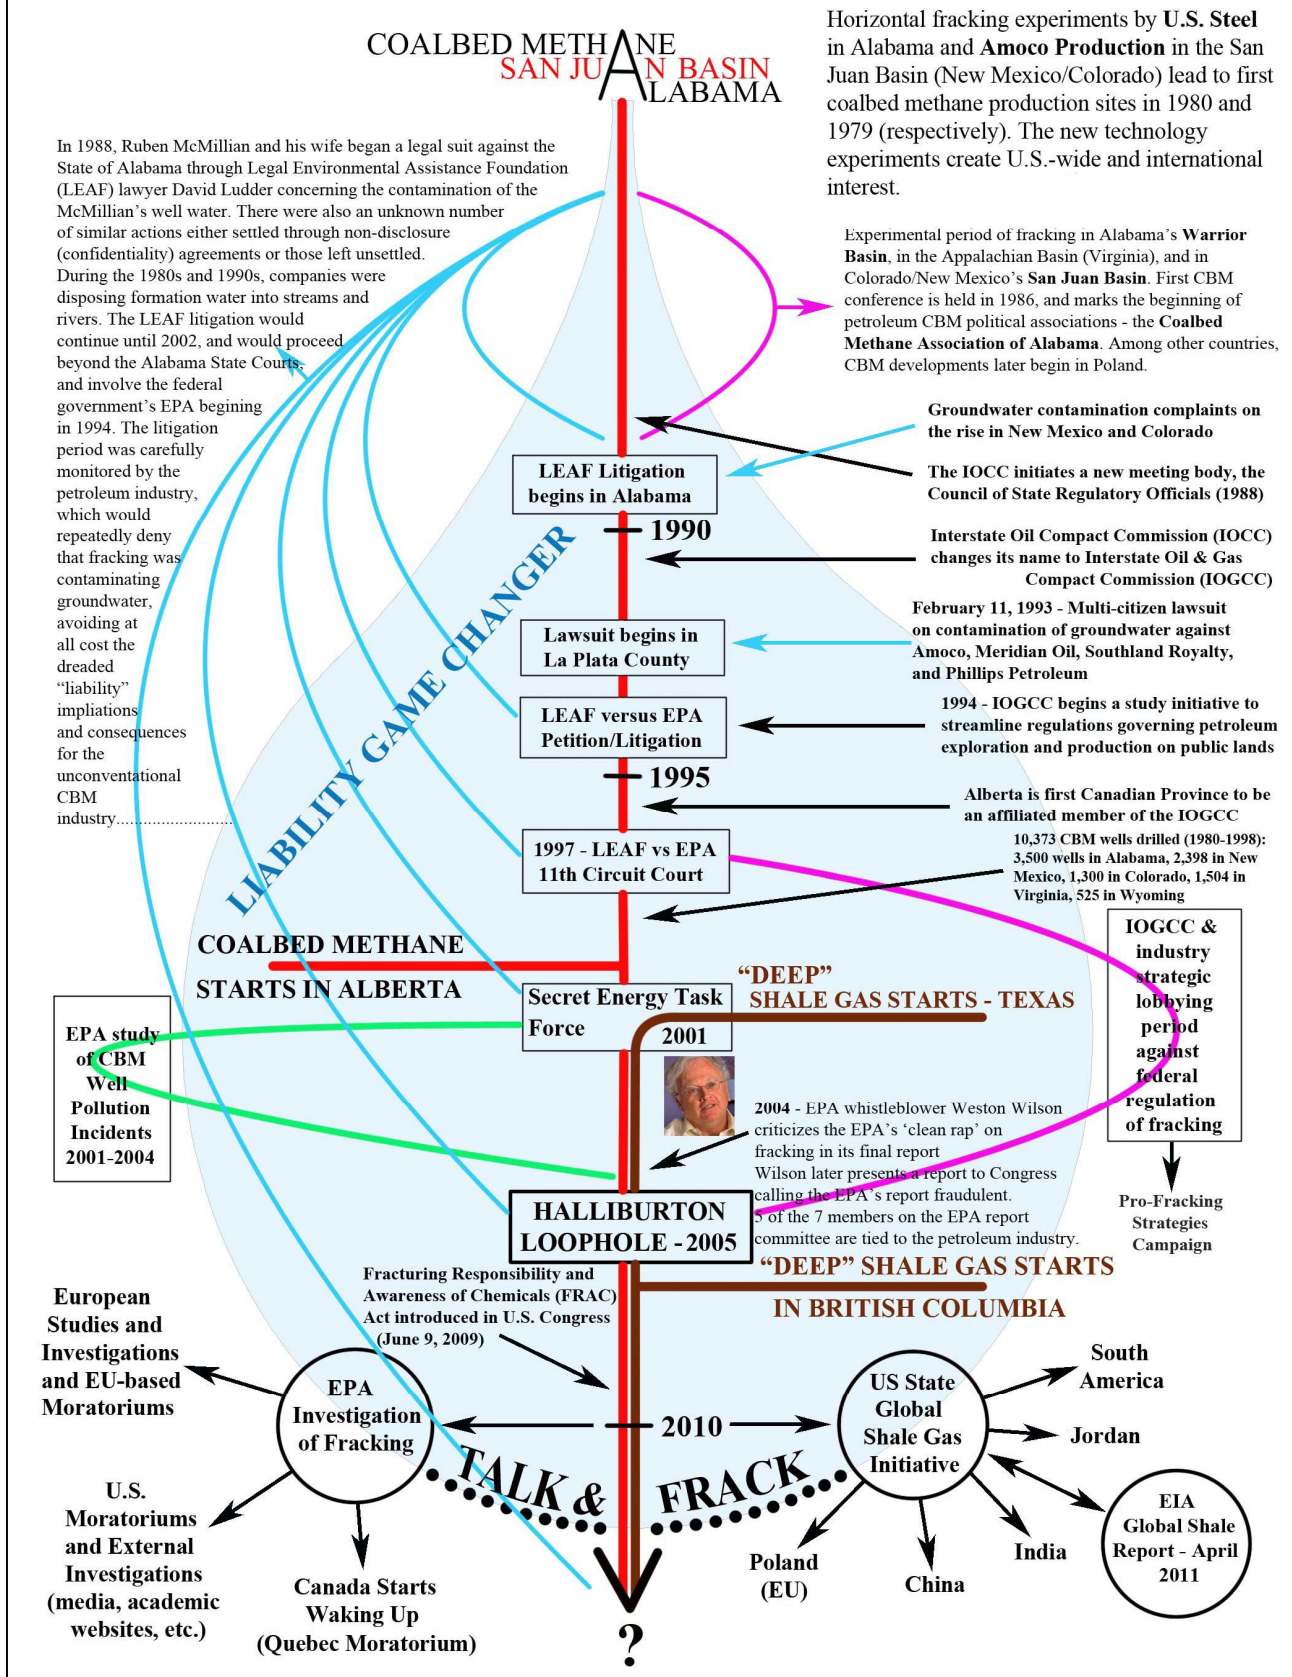 COALBED METHANE
SAN JUAN BASIN
ALABAMA
Horizontal fracking experiments by U.S. Steel
in Alabama and Amoco Production in the San
Juan Basin (New Mexico/Colorado) lead to first
coalbed methane production sites in 1980 and
1979 (respectively). The new technology
experiments create U.S.-wide and international
interest.
In 1988, Ruben McMillian and his wife began a legal suit against the
State of Alabama through Legal Environmental Assistance Foundation
(LEAF) lawyer David Ludder concerning the contamination of the
McMillian's well water. There were also an unknown number
of similar actions either settled through non-disclosure
(confidentiality) agreements or those left unsettled.
During the 1980s and 1990s, companies were
disposing formation water into streams and
rivers. The LEAF litigation would
continue until 2002, and would proceed
beyond the Alabama State Courts,
and involve the federal
government's EPA begining
in 1994. The litigation
period was carefully
monitored by the
petroleum industry,
which would
repeatedly deny
that fracking was
contaminating
groundwater,
avoiding at
all cost the
dreaded
“liability”
impliations
and consequences
for the
unconventional
CBM
industry..........................
Experimental period of fracking in Alabama's Warrior
Basin, in the Appalachian Basin (Virginia), and in
Colorado/New Mexico's San Juan Basin. First CBM
conference is held in 1986, and marks the beginning of
petroleum CBM political associations - the Coalbed
Methane Association of Alabama. Among other countries,
CBM developments later begin in Poland.
Groundwater contamination complaints on
the rise in New Mexico and Colorado
The IOCC initiates a new meeting body, the
Council of State Regulatory Officials (1988)
LEAF Litigation
begins in Alabama
1990
Interstate Oil Compact Commission (IOCC)
changes its name to Interstate Oil & Gas
Compact Commission (IOGCC)
LIABILITY GAME CHANGER
February 11, 1993 - Multi-citizen lawsuit
on contamination of groundwater against
Amoco, Meridian Oil, Southland Royalty,
and Phillips Petroleum
Lawsuit begins in
La Plata County
LEAF versus EPA
Petition/Litigation
1994 - IOGCC begins a study initiative to
streamline regulations governing petroleum
exploration and production on public lands
1995
Alberta is first Canadian Province to be
an affiliated member of the IOGCC
1997 - LEAF vs EPA
11th Circuit Court
10,373 CBM wells drilled (1980-1998):
3,500 wells in Alabama, 2,398 in New
Mexico, 1,300 in Colorado, 1,504 in
Virginia, 525 in Wyoming
COALBED METHANE
STARTS IN ALBERTA
IOGCC &
industry
strategic
lobbying
period
against
federal
regulation
of fracking
Pro-Fracking
Strategies
Campaign
“DEEP”
SHALE GAS STARTS - TEXAS
Secret Energy Task
Force
2001
EPA study
of CBM
Well
Pollution
Incidents
2001-2004
2004 - EPA whistleblower Weston Wilson
criticizes the EPA's ‘clean rap’ on
fracking in its final report
Wilson later presents a report to Congress
calling the EPA's report fraudulent.
5 of the 7 members on the EPA report
committee are tied to the petroleum industry.
HALLIBURTON
LOOPHOLE - 2005
“DEEP” SHALE GAS STARTS
IN BRITISH COLUMBIA
Fracturing Responsibility and
Awareness of Chemicals (FRAC)
Act introduced in U.S. Congress
(June 9, 2009)
European
Studies and
Investigations
and EU-based
Moratoriums
EPA
Investigation
of Fracking
2010
US State
Global
Shale Gas
Initiative
South
America
Jordan
EIA
Global Shale
Report - April
2011
India
China
Poland
(EU)
TALK & FRACK
U.S.
Moratoriums
and External
Investigations
(media, academic
websites, etc.)
Canada Starts
Waking Up
(Quebec Moratorium)
?